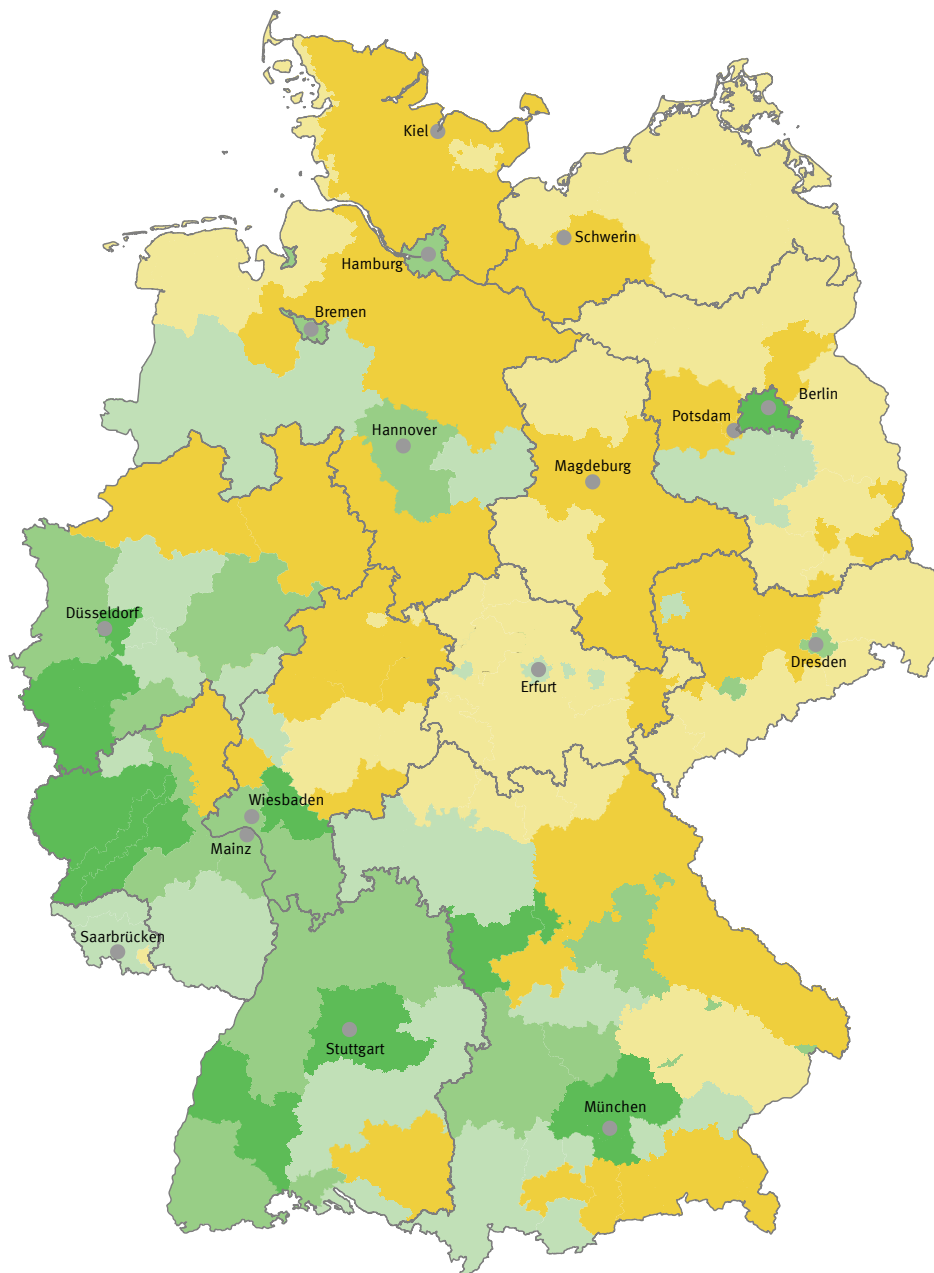 Kiel
Schwerin
Hamburg
Bremen
Berlin
Potsdam
Hannover
Magdeburg
Düsseldorf
Dresden
Erfurt
Wiesbaden
Mainz
Saarbrücken
Stuttgart
München